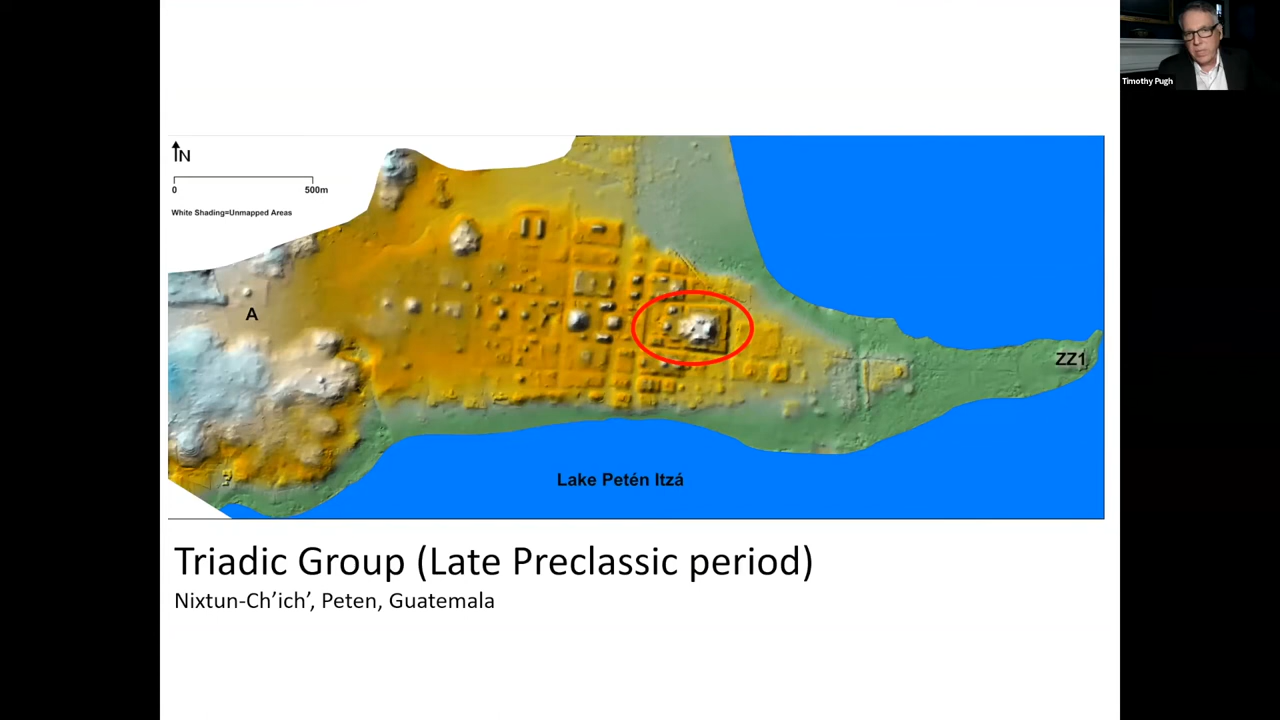 Timothy Pugh
N
0 500m
White Shading=Unmapped Areas
A
ZZ1
Lake Petén Itzá
Triadic Group (Late Preclassic period)
Nixtun-Ch’ich’, Peten, Guatemala